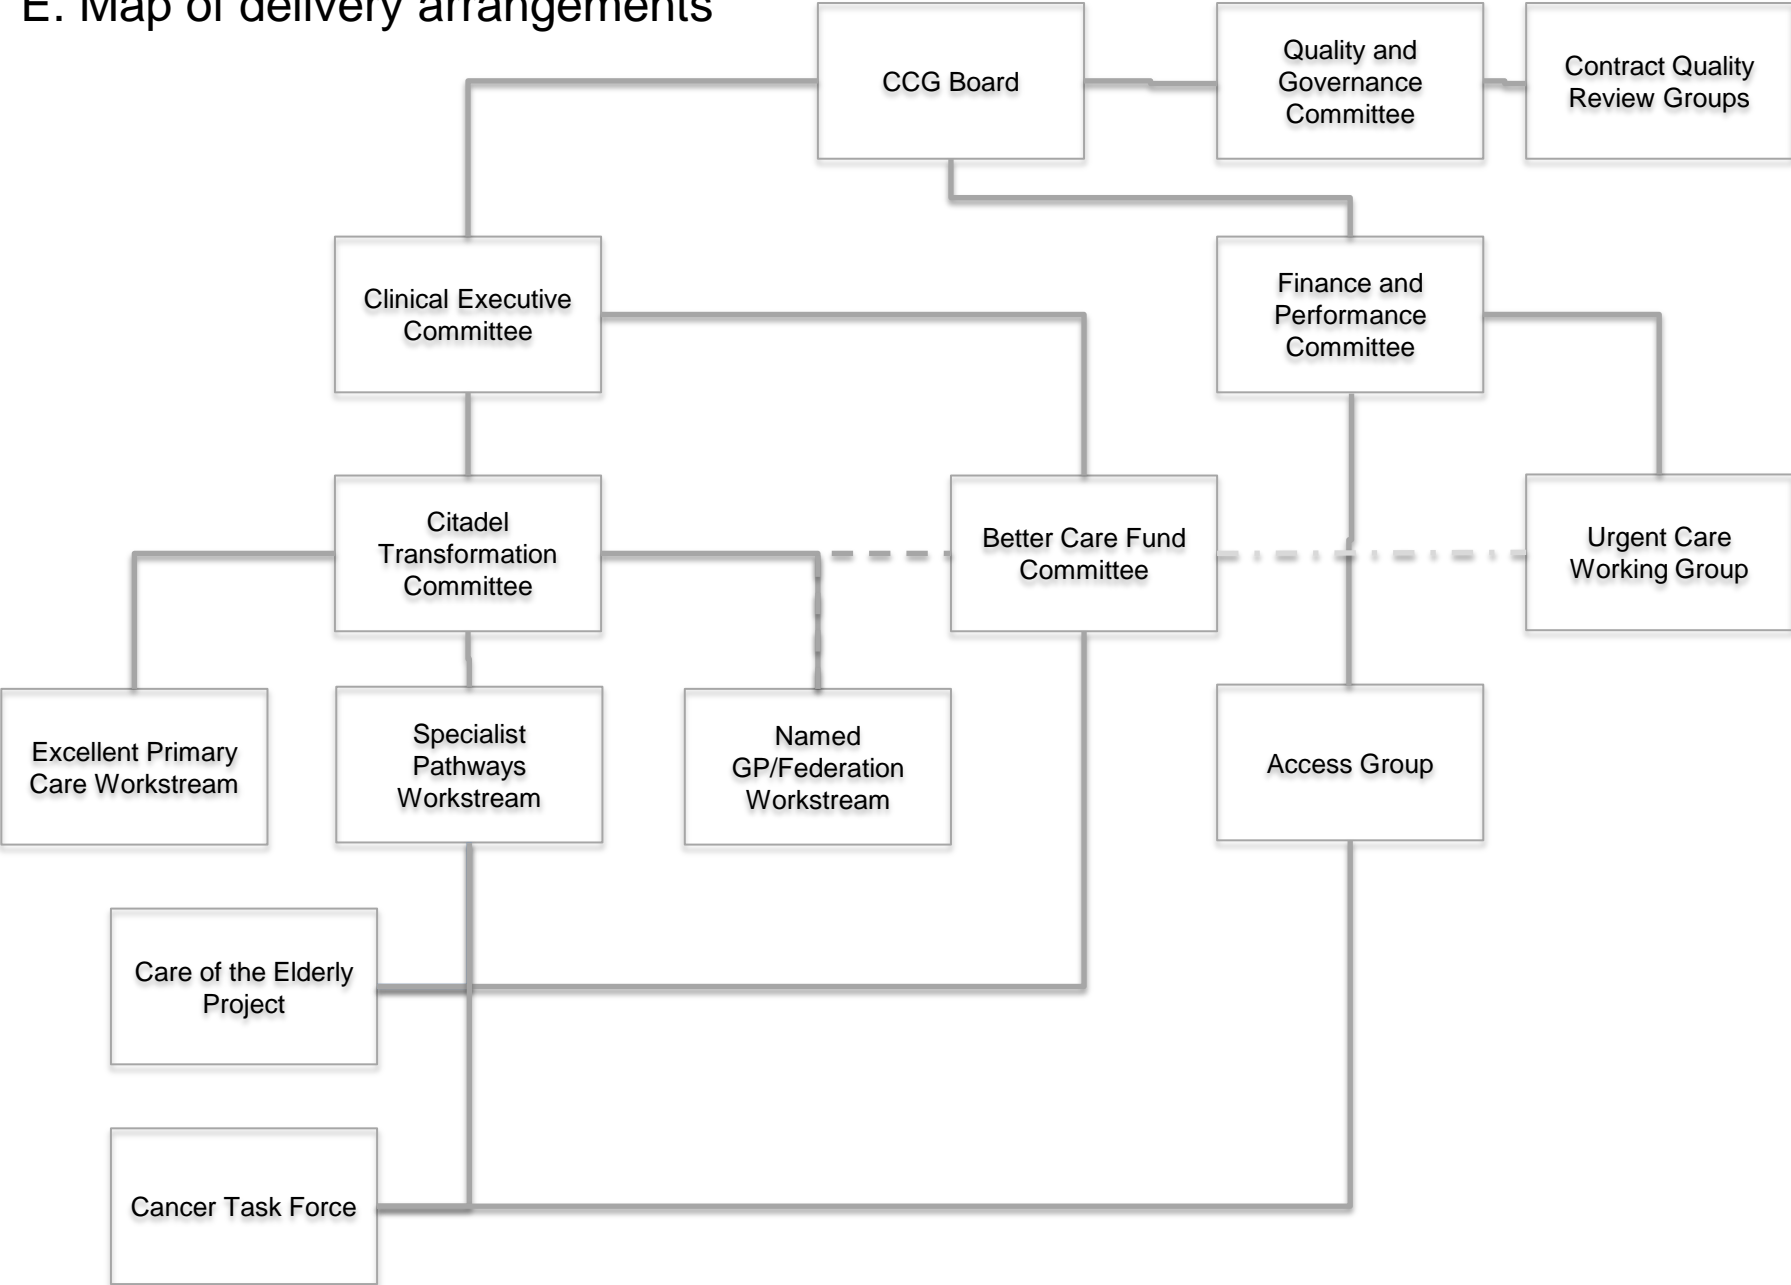 E. Map of delivery arrangements
CCG Board
Quality and
Governance
Committee
Contract Quality
Review Groups
Clinical Executive
Committee
Finance and
Performance
Committee
Citadel
Transformation
Committee
Better Care Fund
Committee
Urgent Care
Working Group
Excellent Primary
Care Workstream
Specialist
Pathways
Workstream
Named
GP/Federation
Workstream
Access Group
Care of the Elderly
Project
Cancer Task Force